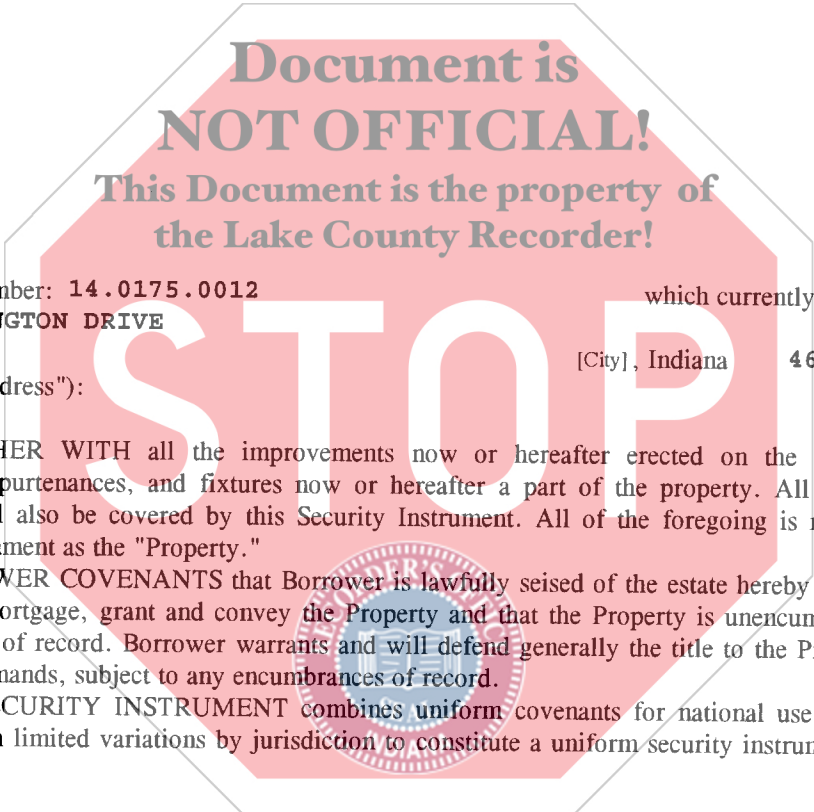 Document is
NOT OFFICIAL!
This Document is the property of
the Lake County Recorder!
mber: 14.0175.0012 which currently
NGTON DRIVE
[City], Indiana 46
dress"):
STOP
HER WITH all the improvements now or hereafter erected on the
purtenances, and fixtures now or hereafter a part of the property. All
l also be covered by this Security Instrument. All of the foregoing is r
ument as the "Property."
WER COVENANTS that Borrower is lawfully seised of the estate hereby
ortgage, grant and convey the Property and that the Property is unencum
of record. Borrower warrants and will defend generally the title to the P
mands, subject to any encumbrances of record.
CURITY INSTRUMENT combines uniform covenants for national use
limited variations by jurisdiction to constitute a uniform security instrum
RECORDER'S OFFICE
SEAL
INDIANA